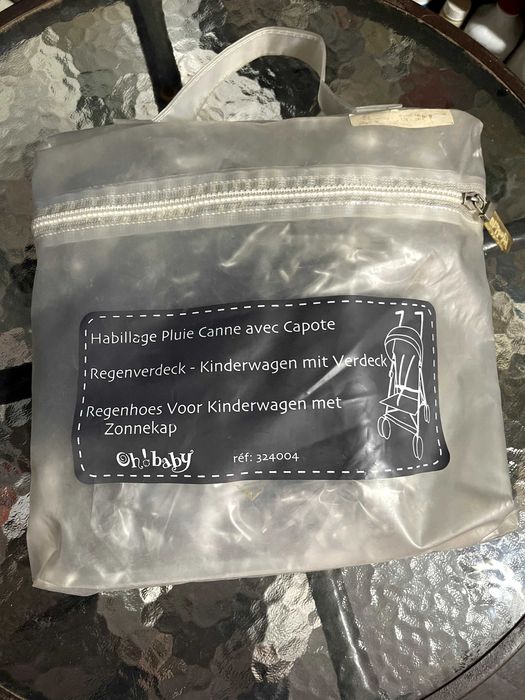 Habillage Pluie Canne avec Capote
Regenverdeck - Kinderwagen mit Verdeck
Regenhoes Voor Kinderwagen met
Zonnekap
Oh!baby
réf: 324004